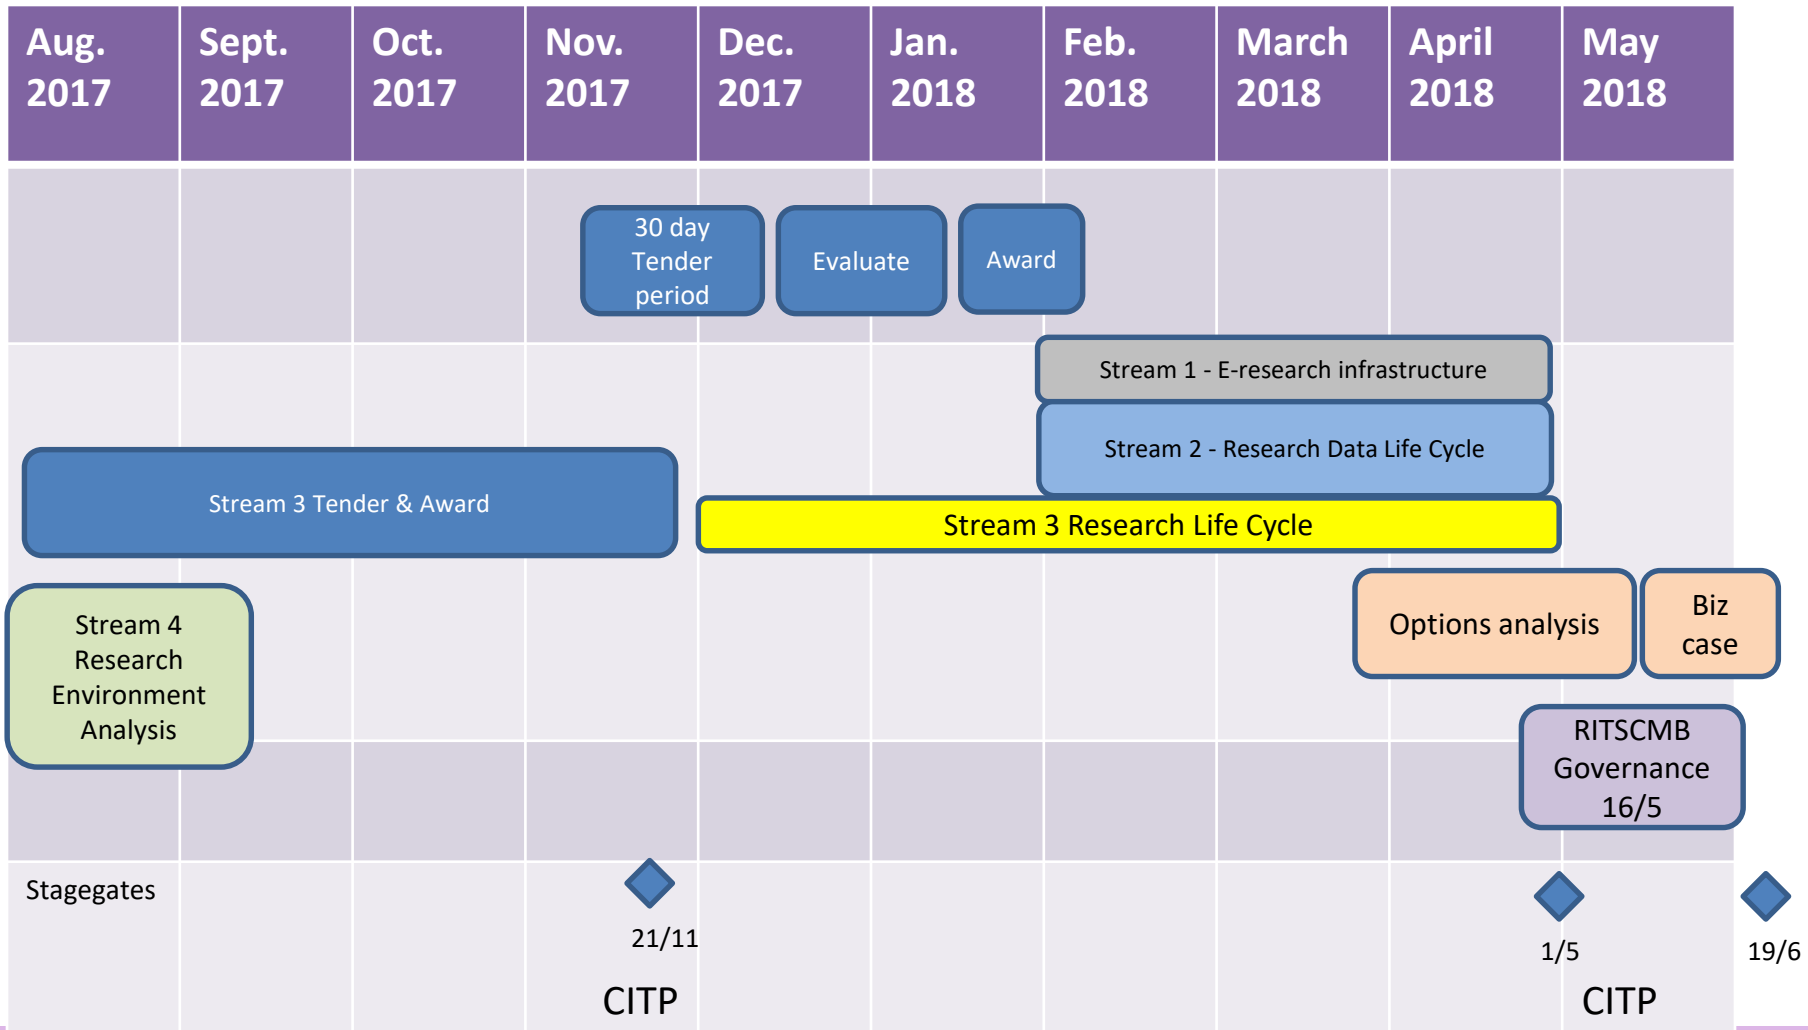 Aug.
2017
Sept.
2017
Oct.
2017
Nov.
2017
Dec.
2017
Jan.
2018
Feb.
2018
March
2018
April
2018
May
2018
30 day
Tender
period
Evaluate
Award
Stream 1 - E-research infrastructure
Stream 2 - Research Data Life Cycle
Stream 3 Tender & Award
Stream 3 Research Life Cycle
Stream 4
Research
Environment
Analysis
Options analysis
Biz
case
RITSCMB
Governance
16/5
Stagegates
21/11
1/5
19/6
CITP
CITP